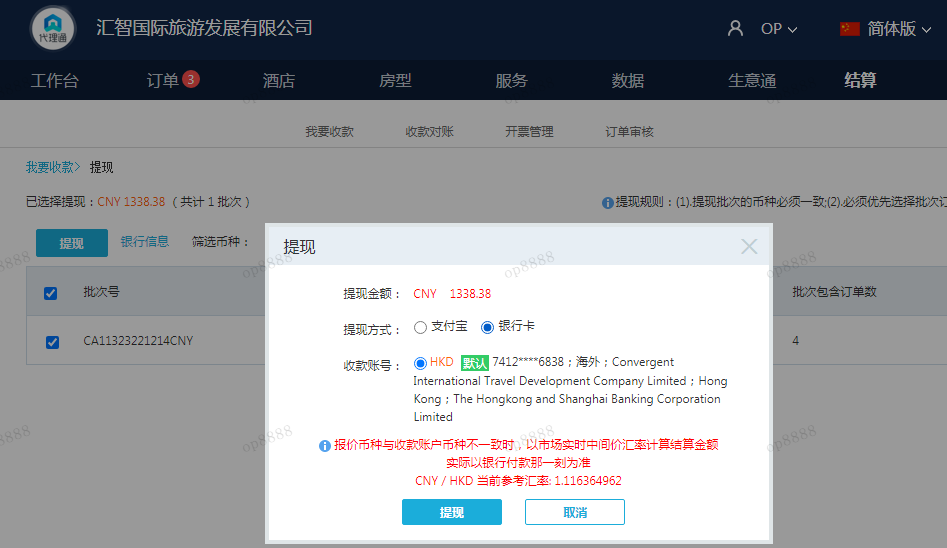 代理通
汇智国际旅游发展有限公司
OP
简体版
工作台
订单 3
酒店
房型
服务
数据
生意通
结算
我要收款
收款对账
开票管理
订单审核
我要收款> 提现
已选择提现：CNY 1338.38 （ 共计 1 批次 ）
提现规则：(1).提现批次的币种必须一致;(2).必须优先选择批次订
提现
银行信息
筛选币种：
批次号
批次包含订单数
CA11323221214CNY
4
提现
提现金额： CNY 1338.38
提现方式： 支付宝 银行卡
收款账号： HKD 默认 7412****6838；海外；Convergent
International Travel Development Company Limited；Hong
Kong；The Hongkong and Shanghai Banking Corporation
Limited
报价币种与收款账户币种不一致时，以市场实时中间价汇率计算结算金额
实际以银行付款那一刻为准
CNY / HKD 当前参考汇率: 1.116364962
提现
取消
op8888
op8888
op8888
op8888
op8888